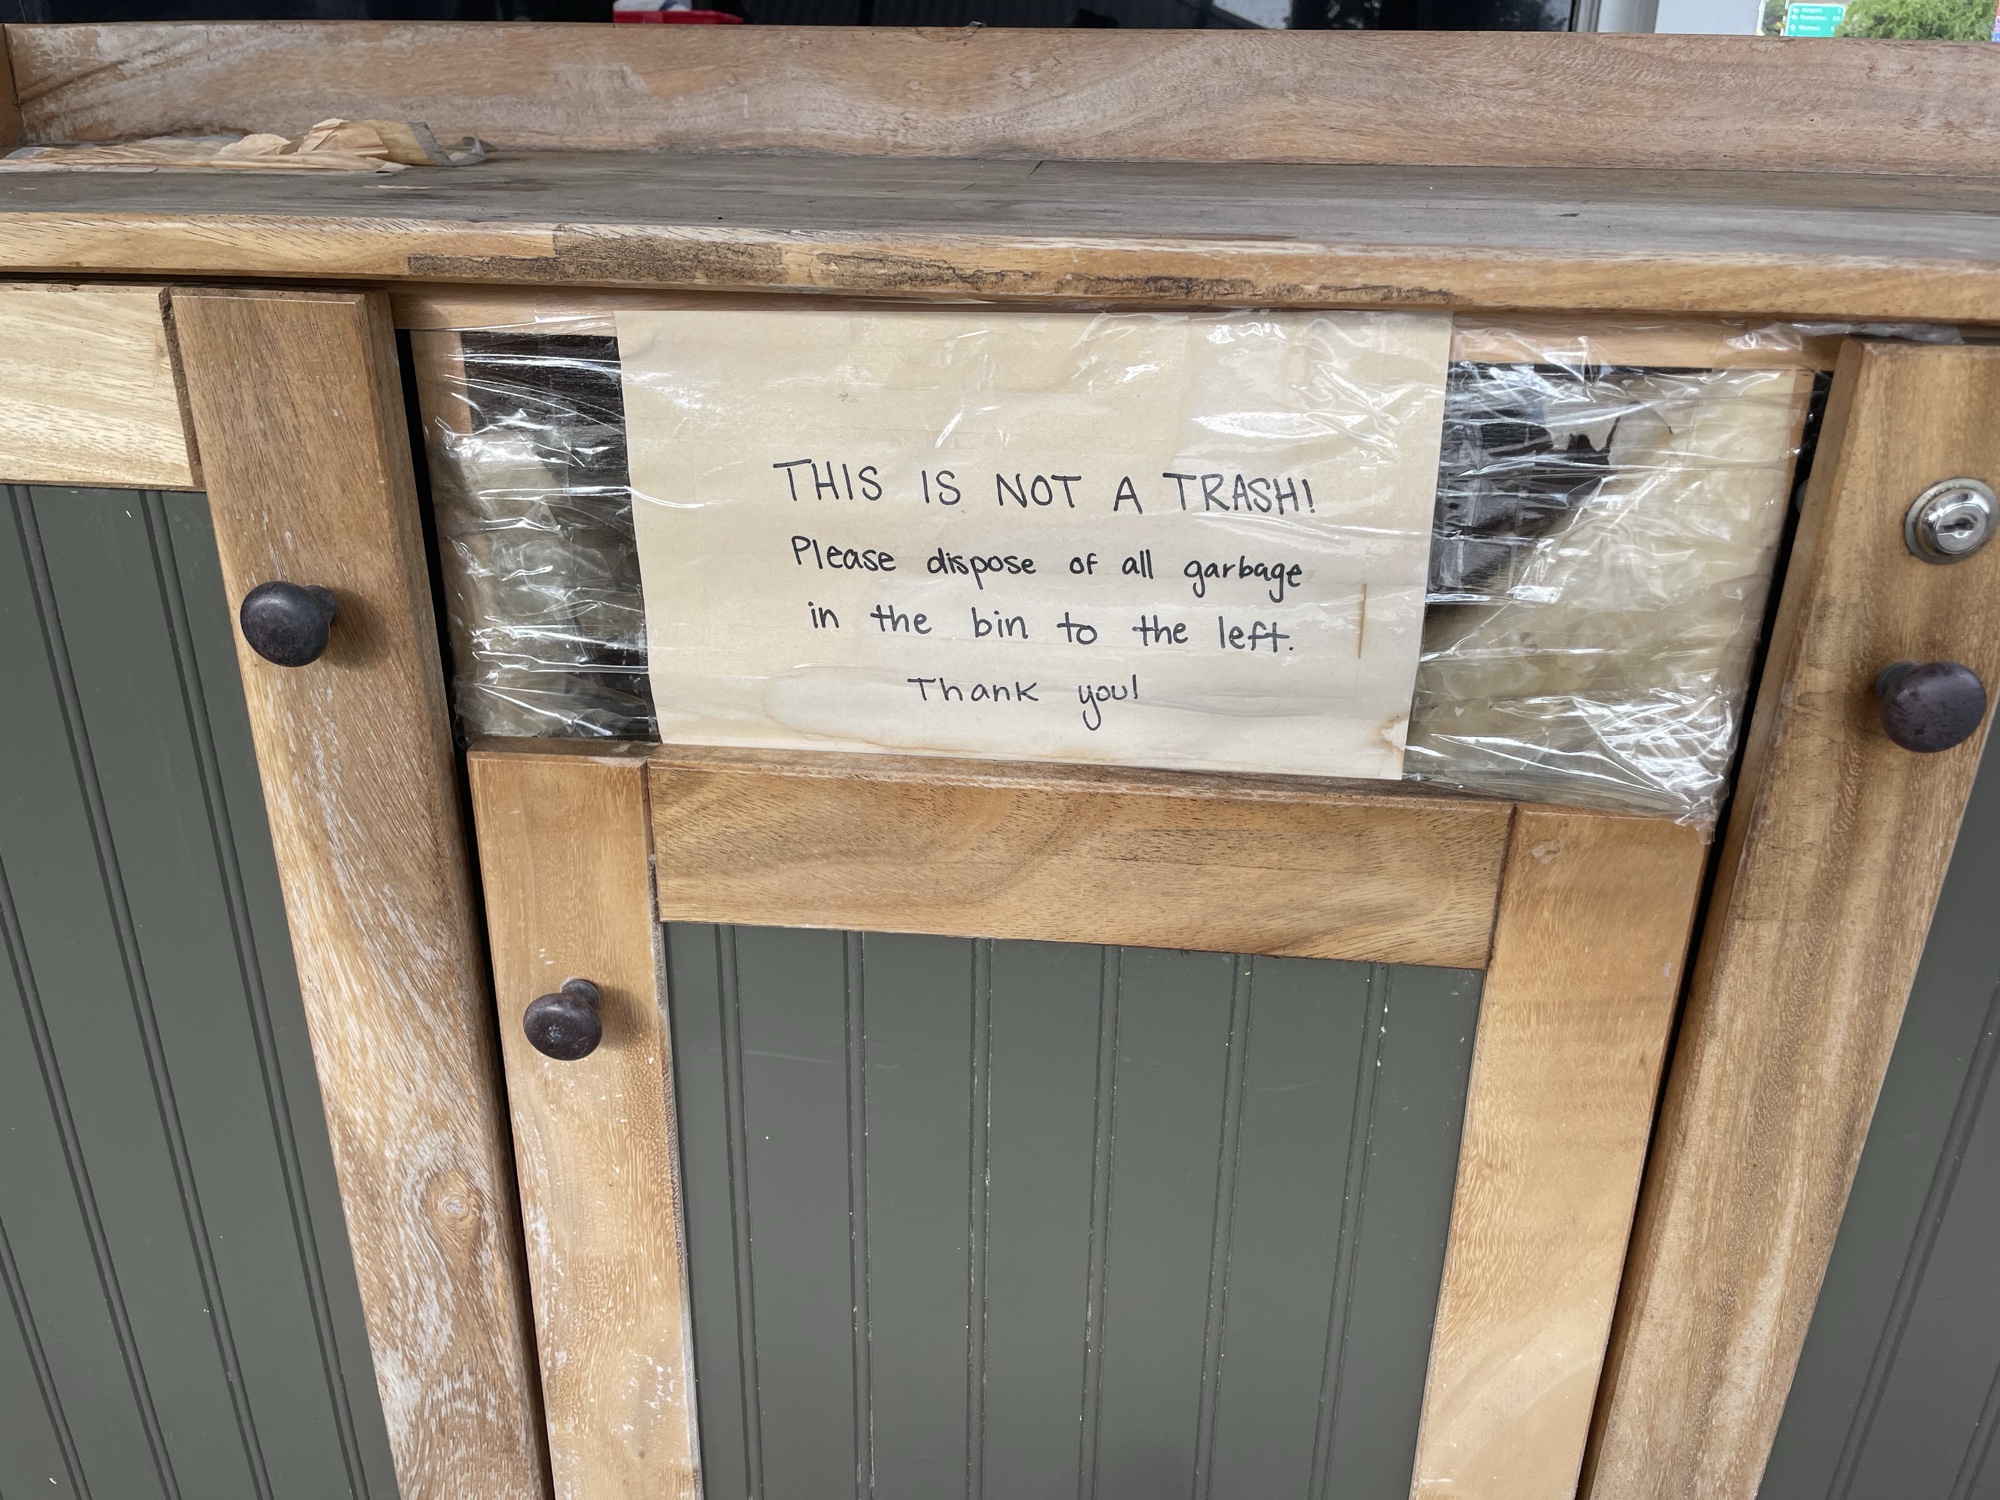 THIS IS NOT A TRASH!
Please dispose of all garbage
in the bin to the left.
Thank you!